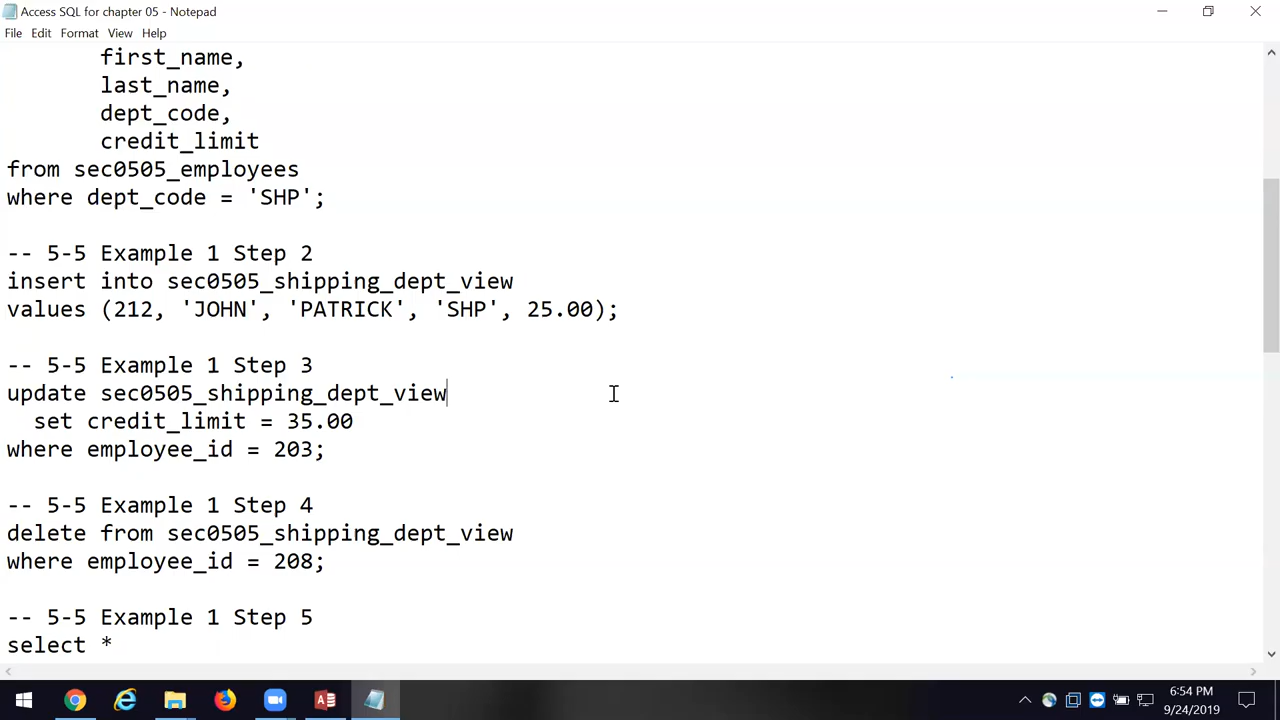 Access SQL for chapter 05 - Notepad
File Edit Format View Help
first_name,
last_name,
dept_code,
credit_limit
from sec0505_employees
where dept_code = 'SHP';
-- 5-5 Example 1 Step 2
insert into sec0505_shipping_dept_view
values (212, 'JOHN', 'PATRICK', 'SHP', 25.00);
-- 5-5 Example 1 Step 3
update sec0505_shipping_dept_view
set credit_limit = 35.00
where employee_id = 203;
-- 5-5 Example 1 Step 4
delete from sec0505_shipping_dept_view
where employee_id = 208;
-- 5-5 Example 1 Step 5
select *
6:54 PM
9/24/2019